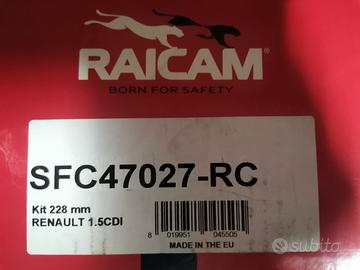 RAICAM®
BORN FOR SAFETY
SFC47027-RC
Kit 228 mm
RENAULT 1.5CDI
8 019951 045505
MADE IN THE EU
subito